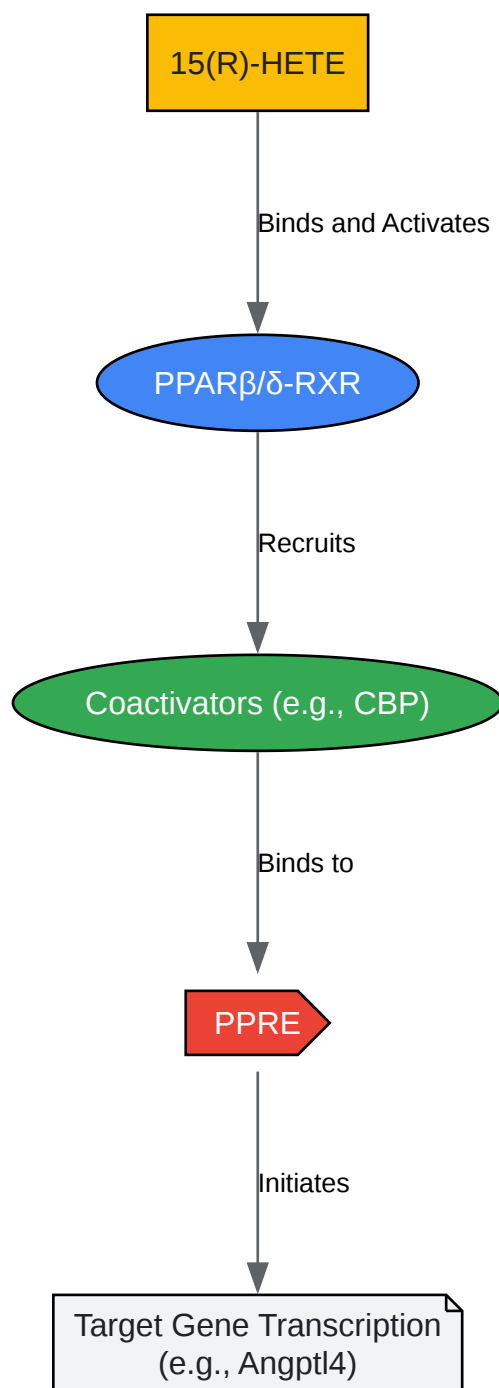 15(R)-HETE
Binds and Activates
PPARβ/δ-RXR
Recruits
Coactivators (e.g., CBP)
Binds to
PPRE
Initiates
Target Gene Transcription
(e.g., Angptl4)